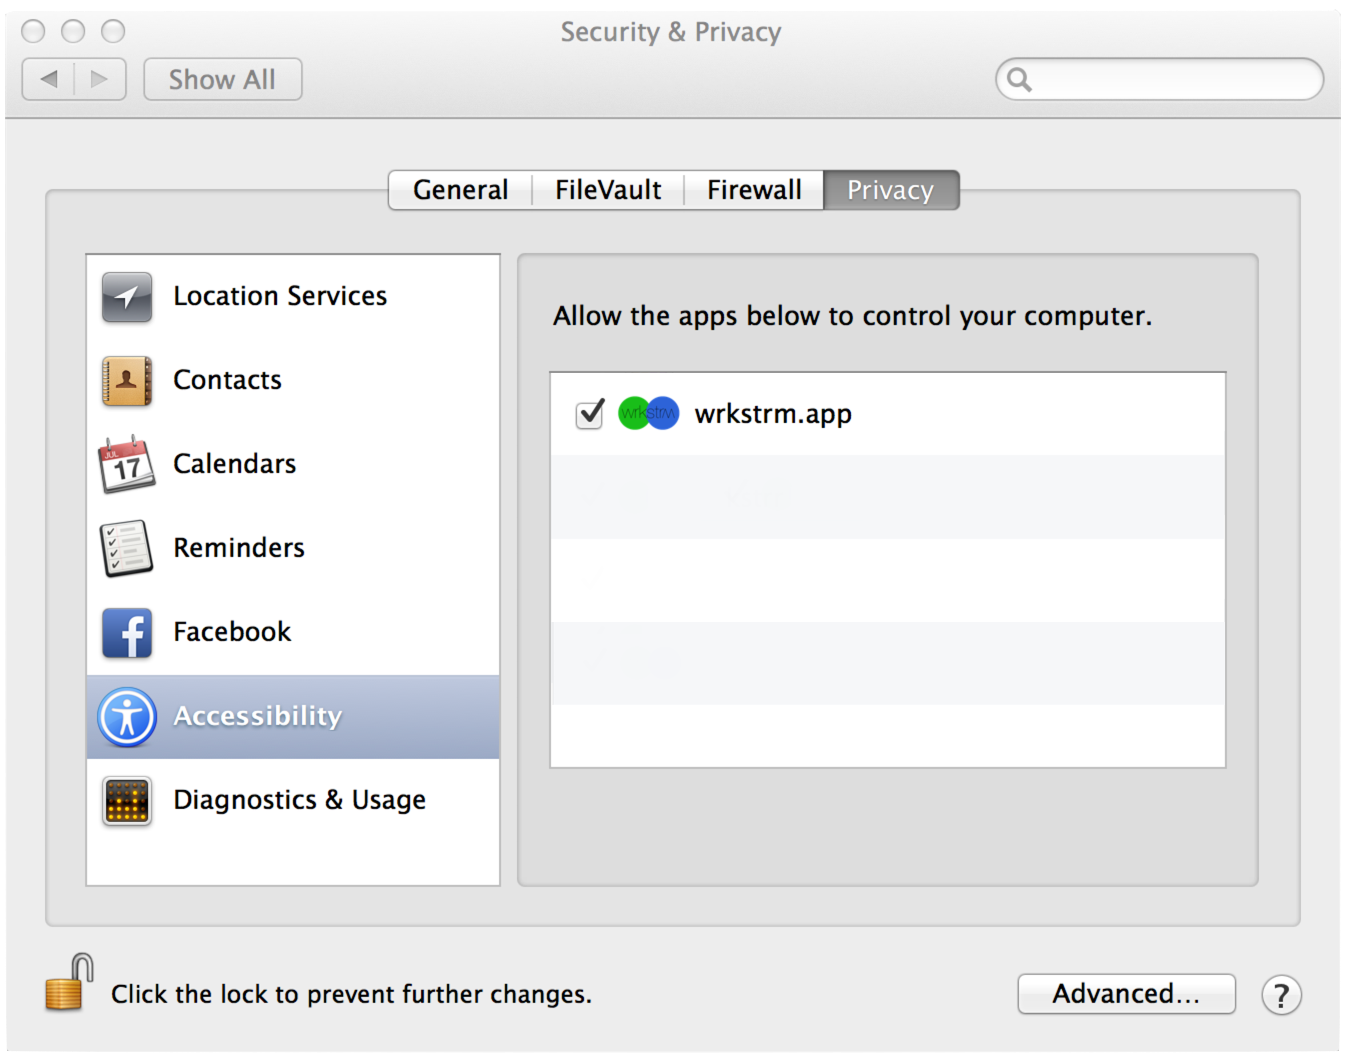 Security & Privacy
Show All
General FileVault Firewall Privacy
Location Services
Contacts
JUL
17
Calendars
Reminders
Facebook
Accessibility
Diagnostics & Usage
Allow the apps below to control your computer.
wrkstrm wrkstrm.app
Click the lock to prevent further changes.
Advanced... ?